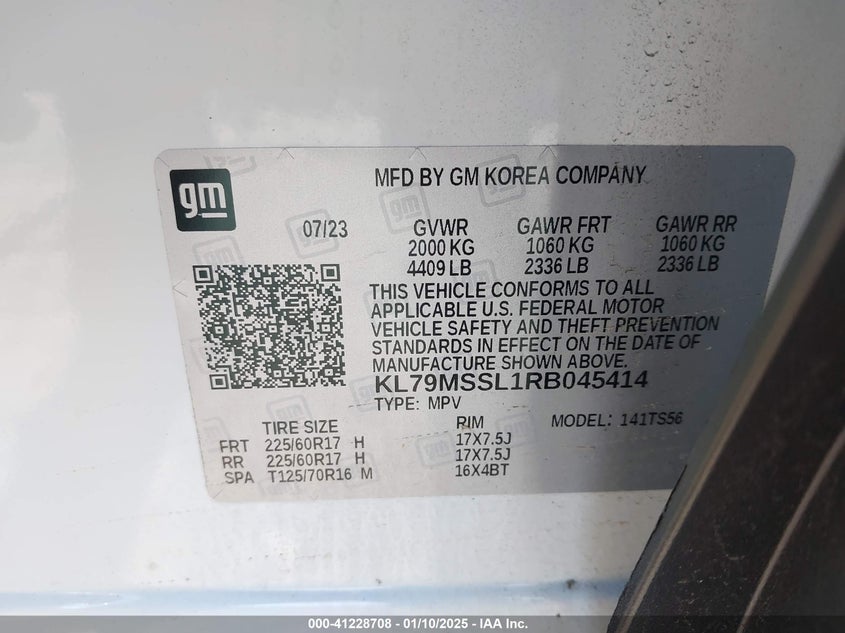 gm
MFD BY GM KOREA COMPANY
07/23 GVWR GAWR FRT GAWR RR
2000 KG 1060 KG 1060 KG
4409 LB 2336 LB 2336 LB
THIS VEHICLE CONFORMS TO ALL
APPLICABLE U.S. FEDERAL MOTOR
VEHICLE SAFETY AND THEFT PREVENTION
STANDARDS IN EFFECT ON THE DATE OF
MANUFACTURE SHOWN ABOVE.
KL79MSSL1RB045414
TYPE: MPV
TIRE SIZE RIM MODEL: 141TS56
FRT 225/60R17 H 17X7.5J
RR 225/60R17 H 17X7.5J
SPA T125/70R16 M 16X4BT
000-41228708 - 01/10/2025 - IAA Inc.